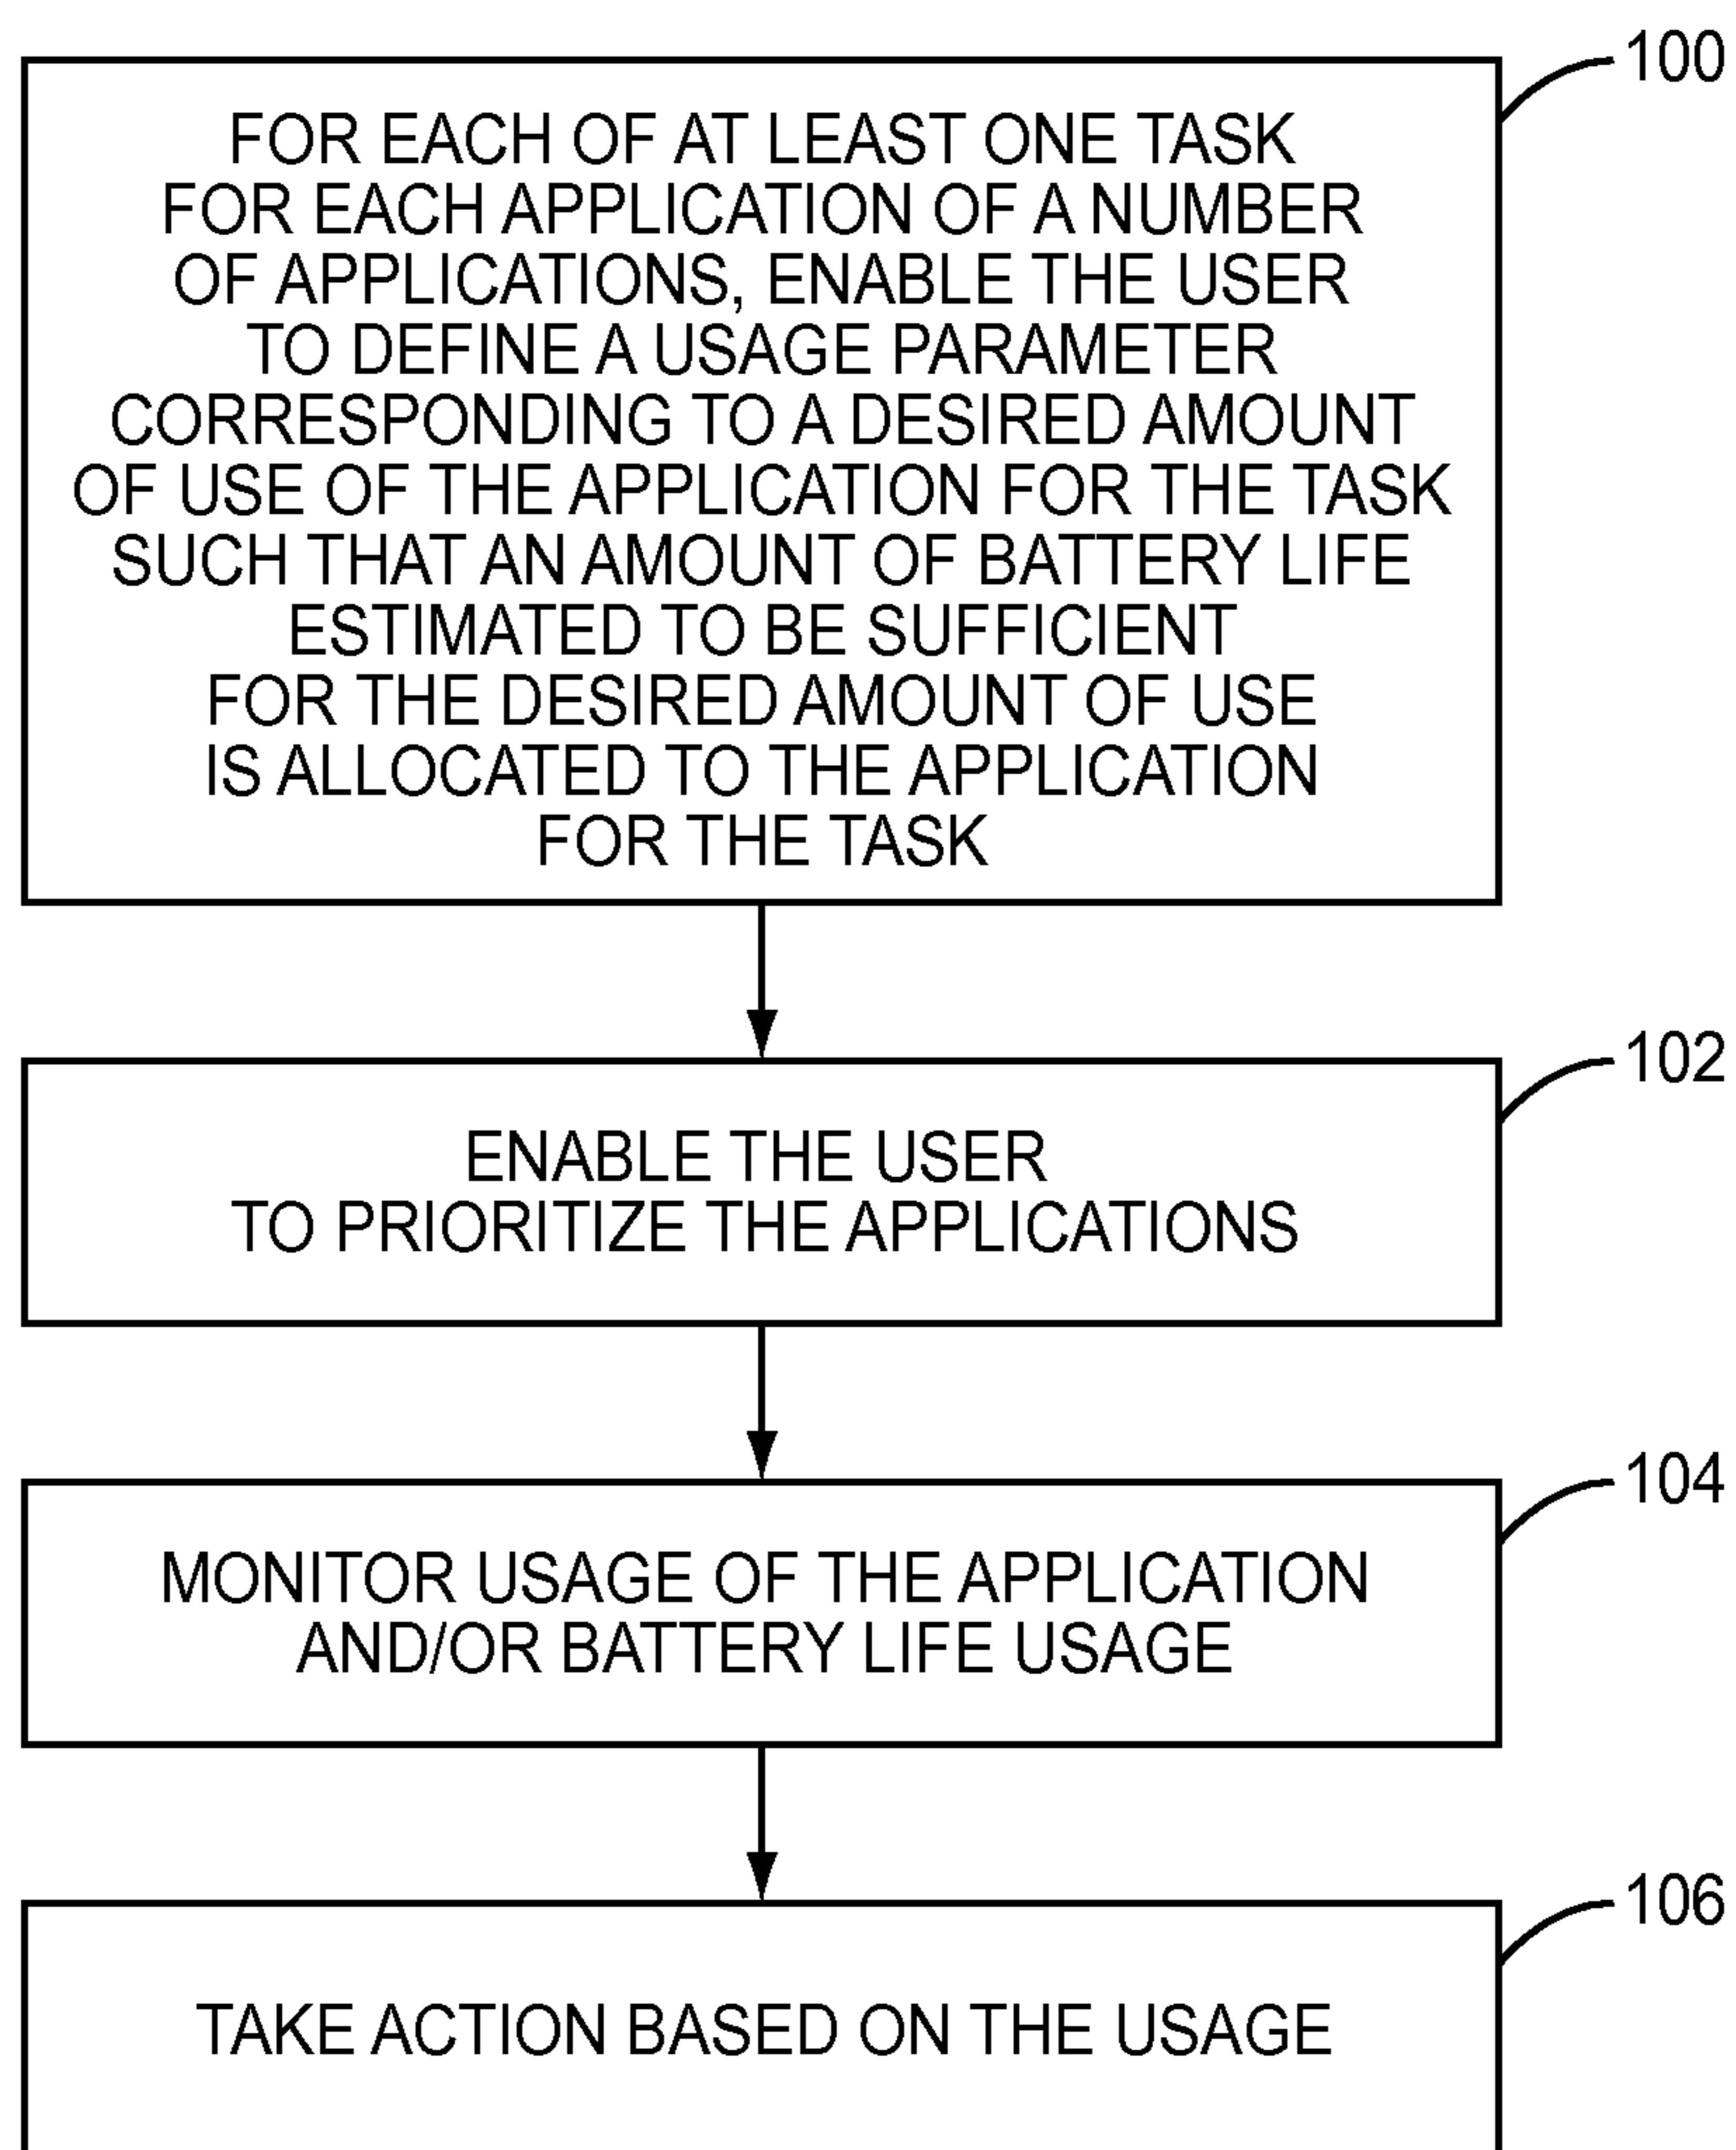 100
FOR EACH OF AT LEAST ONE TASK
FOR EACH APPLICATION OF A NUMBER
OF APPLICATIONS, ENABLE THE USER
TO DEFINE A USAGE PARAMETER
CORRESPONDING TO A DESIRED AMOUNT
OF USE OF THE APPLICATION FOR THE TASK
SUCH THAT AN AMOUNT OF BATTERY LIFE
ESTIMATED TO BE SUFFICIENT
FOR THE DESIRED AMOUNT OF USE
IS ALLOCATED TO THE APPLICATION
FOR THE TASK
102
ENABLE THE USER
TO PRIORITIZE THE APPLICATIONS
104
MONITOR USAGE OF THE APPLICATION
AND/OR BATTERY LIFE USAGE
106
TAKE ACTION BASED ON THE USAGE